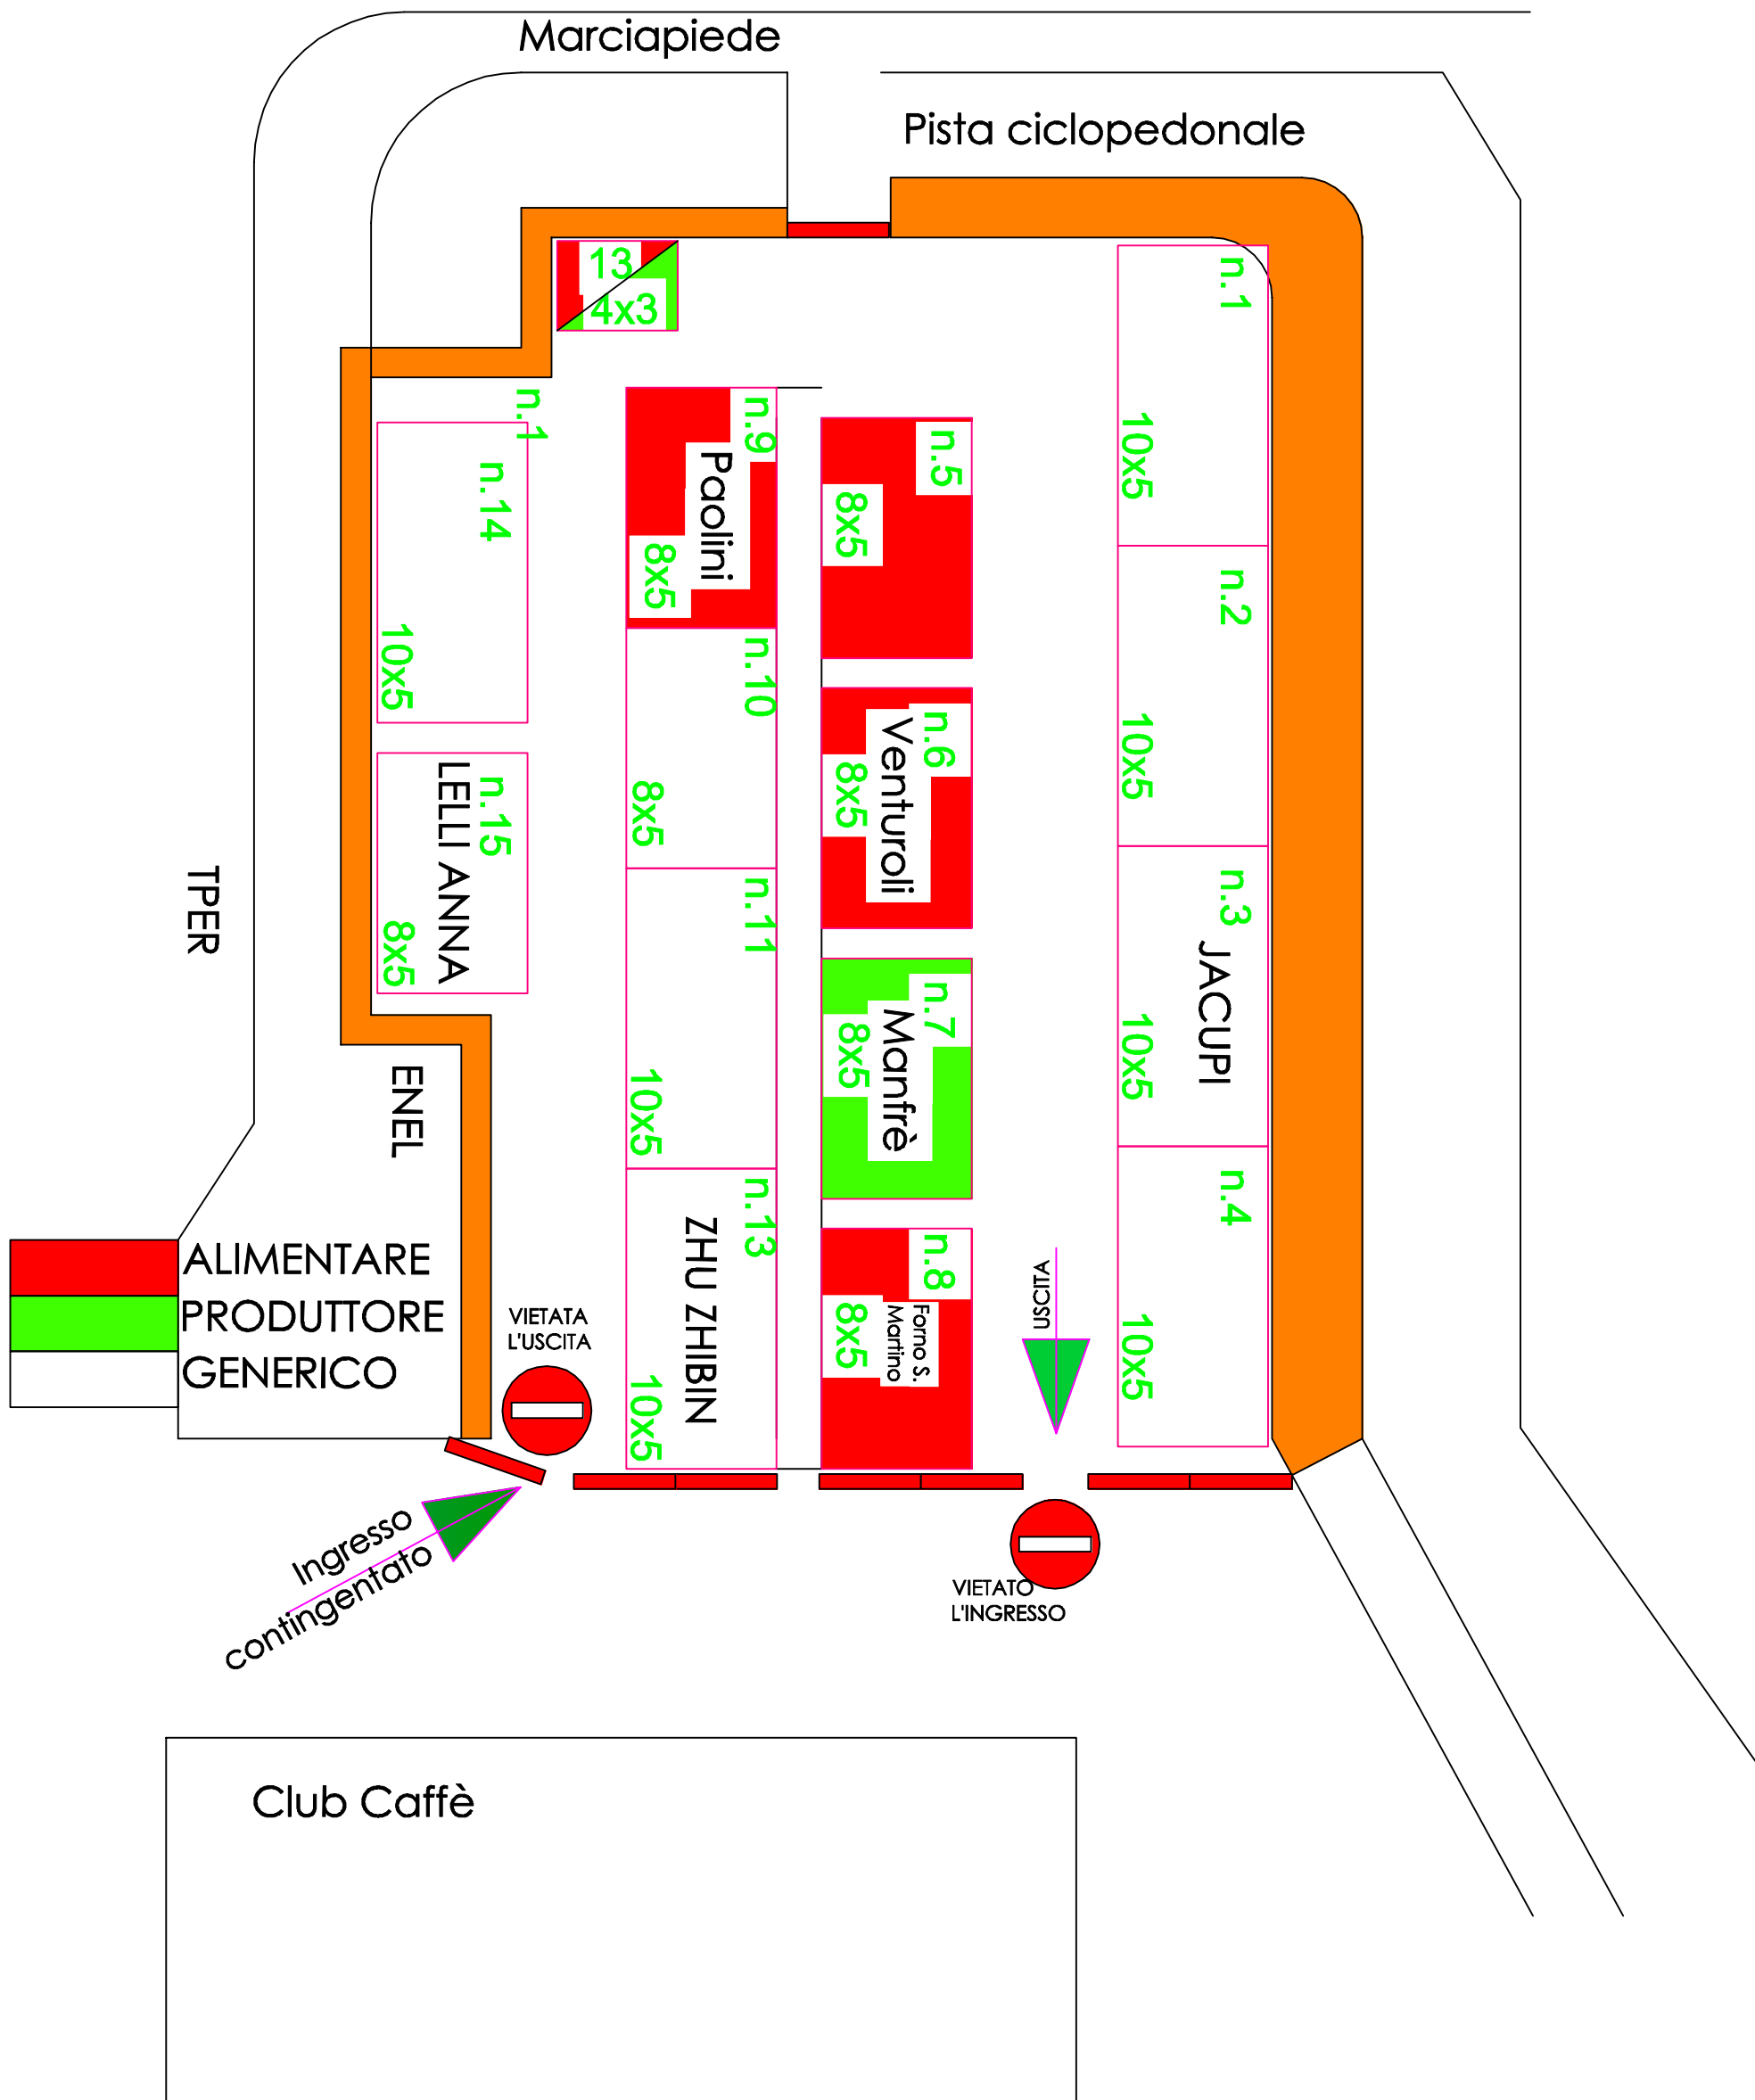 Marciapiede
Pista ciclopedonale
13
4x3
n.1
10x5
n.2
10x5
n.3
JACUPI
10x5
n.4
10x5
n.5
8x5
n.6
Venturoli
8x5
n.7
Manfrè
8x5
n.8
Forno S.
Martino
8x5
n.9
Paolini
8x5
n.10
8x5
n.11
10x5
n.13
ZHU ZHIBIN
10x5
n.1
n.14
10x5
n.15
LELLI ANNA
8x5
TPER
ENEL
ALIMENTARE
PRODUTTORE
GENERICO
VIETATA
L'USCITA
USCITA
Ingresso
contingentato
VIETATO
L'INGRESSO
Club Caffè